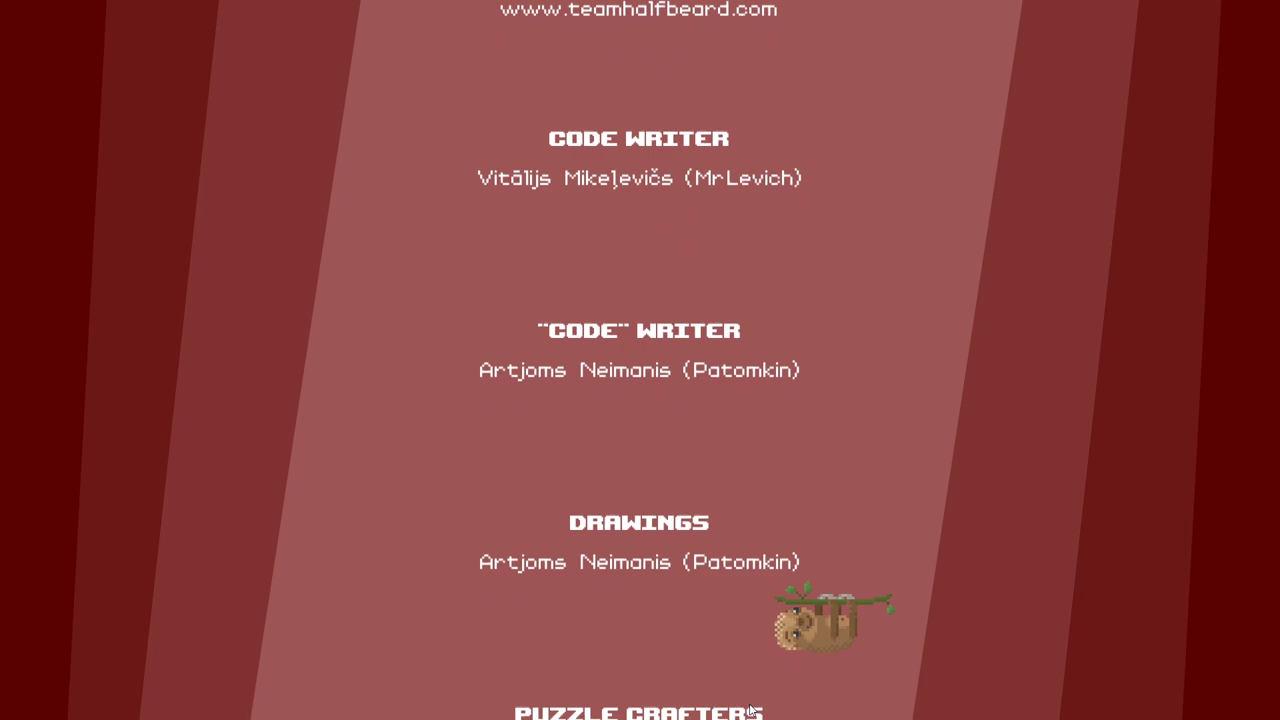 www.teamhalfbeard.com
CODE WRITER
Vitālijs Mikeļevičs (MrLevich)
"CODE" WRITER
Artjoms Neimanis (Patomkin)
DRAWINGS
Artjoms Neimanis (Patomkin)
PUZZLE CRAFTERS